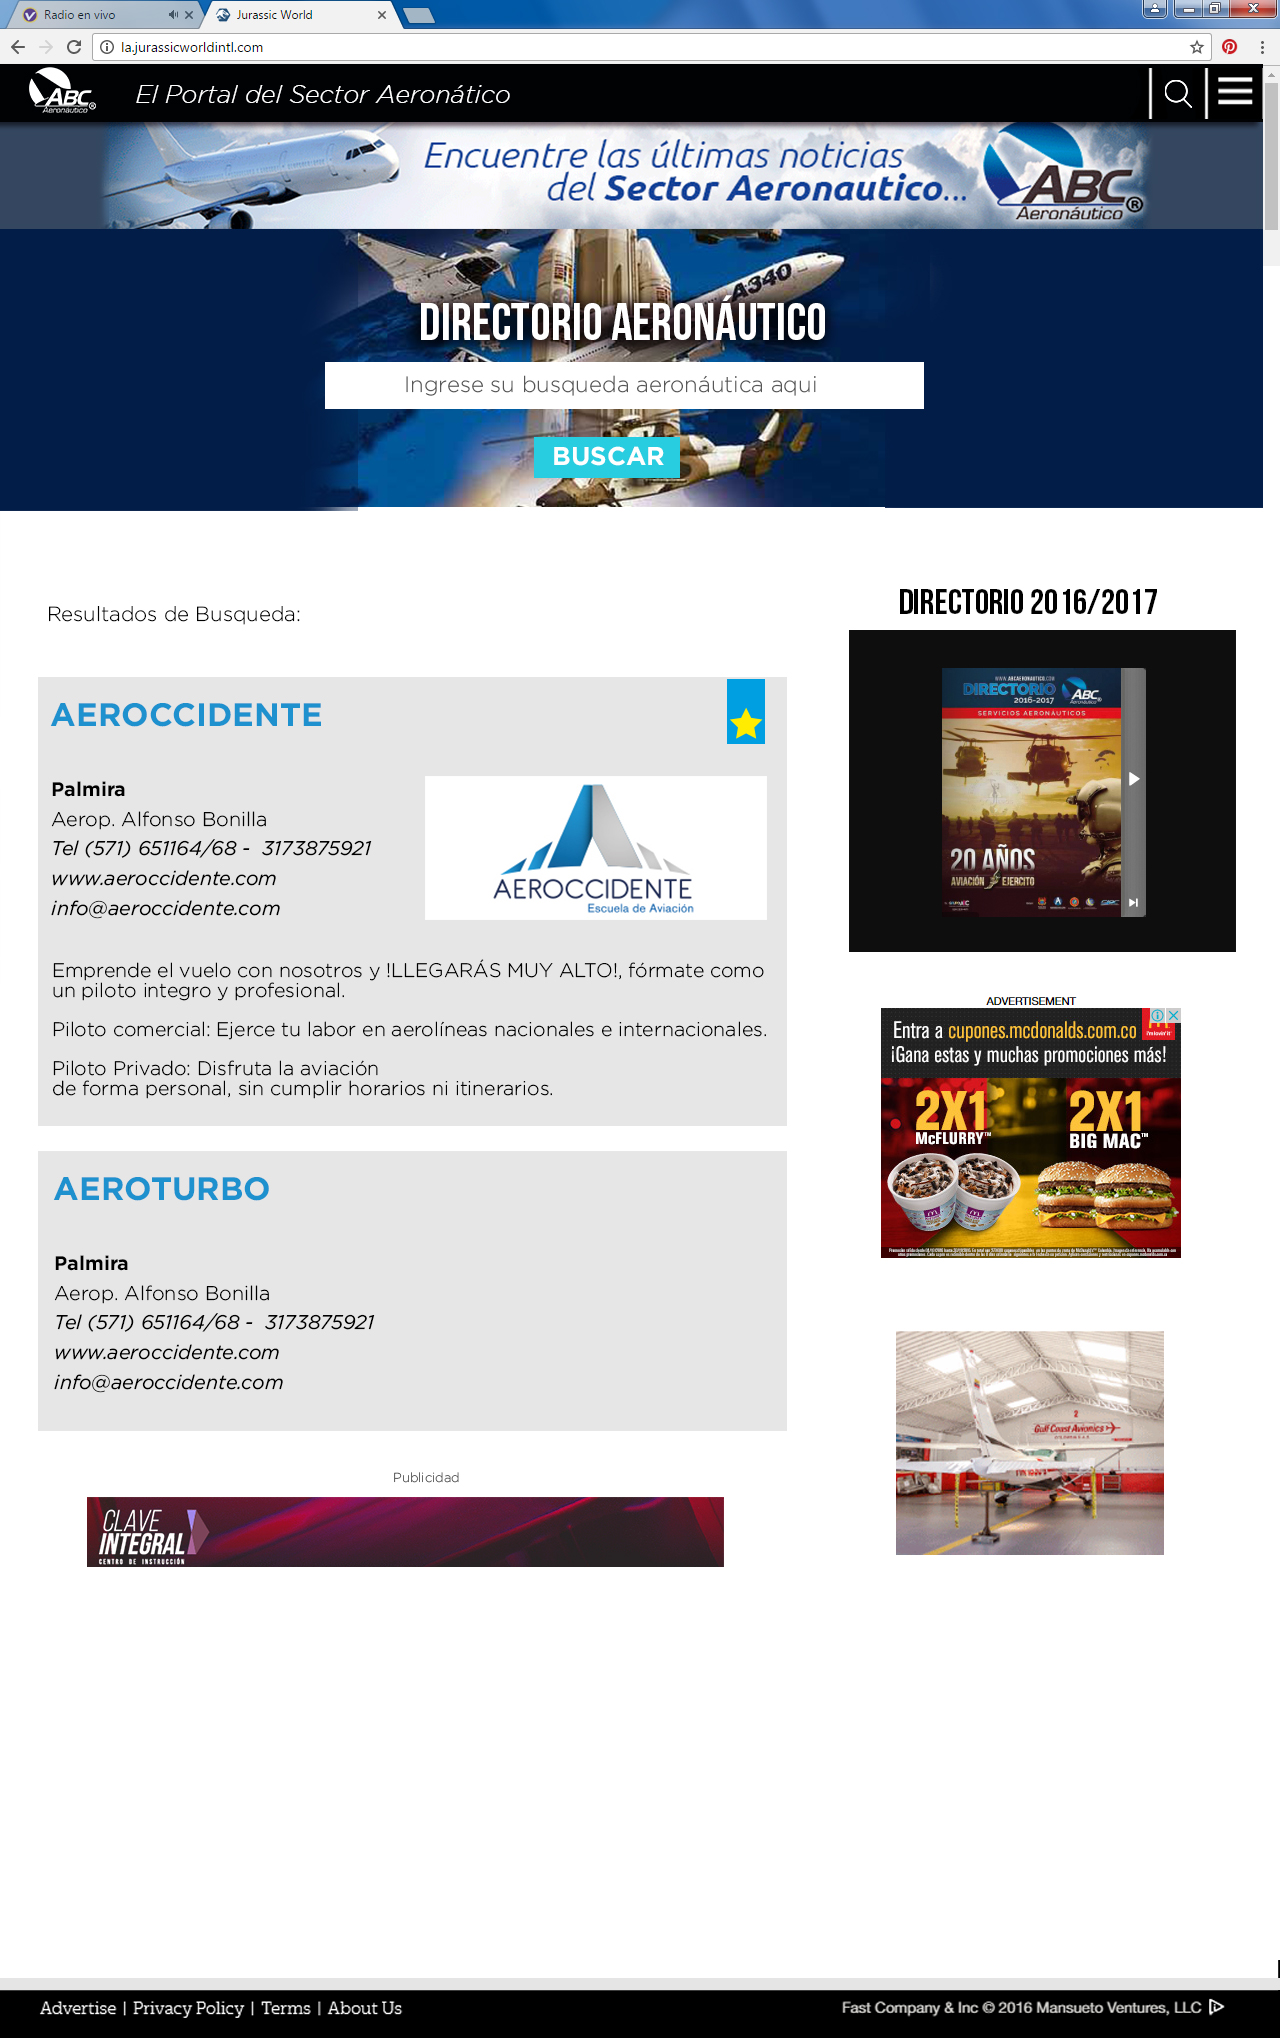 Radio en vivo
Jurassic World
la.jurassicworldintl.com
ABC®
Aeronáutico
El Portal del Sector Aeronático
Encuentre las últimas noticias
del Sector Aeronautico...
ABC®
Aeronáutico
A340
DIRECTORIO AERONÁUTICO
Ingrese su busqueda aeronáutica aqui
BUSCAR
Resultados de Busqueda:
AEROCCIDENTE
Palmira
Aerop. Alfonso Bonilla
Tel (571) 651164/68 -  3173875921
www.aeroccidente.com
info@aeroccidente.com
AEROCCIDENTE
Escuela de Aviación
Emprende el vuelo con nosotros y !LLEGARÁS MUY ALTO!, fórmate como
un piloto integro y profesional.
Piloto comercial: Ejerce tu labor en aerolíneas nacionales e internacionales.
Piloto Privado: Disfruta la aviación
de forma personal, sin cumplir horarios ni itinerarios.
AEROTURBO
Palmira
Aerop. Alfonso Bonilla
Tel (571) 651164/68 -  3173875921
www.aeroccidente.com
info@aeroccidente.com
Publicidad
CLAVE
INTEGRAL
CENTRO DE INSTRUCCIÓN
DIRECTORIO 2016/2017
WWW.ABCAERONAUTICO.COM
DIRECTORIO
2016-2017
ABC
Aeronáutico
SERVICIOS AERONÁUTICOS
20 AÑOS
AVIACIÓN EJERCITO
ADVERTISEMENT
Entra a cupones.mcdonalds.com.co
i'm lovin' it
¡Gana estas y muchas promociones más!
2X1
McFLURRY™
2X1
BIG MAC™
2
Gulf Coast Avionics
Advertise | Privacy Policy | Terms | About Us
Fast Company & Inc © 2016 Mansueto Ventures, LLC